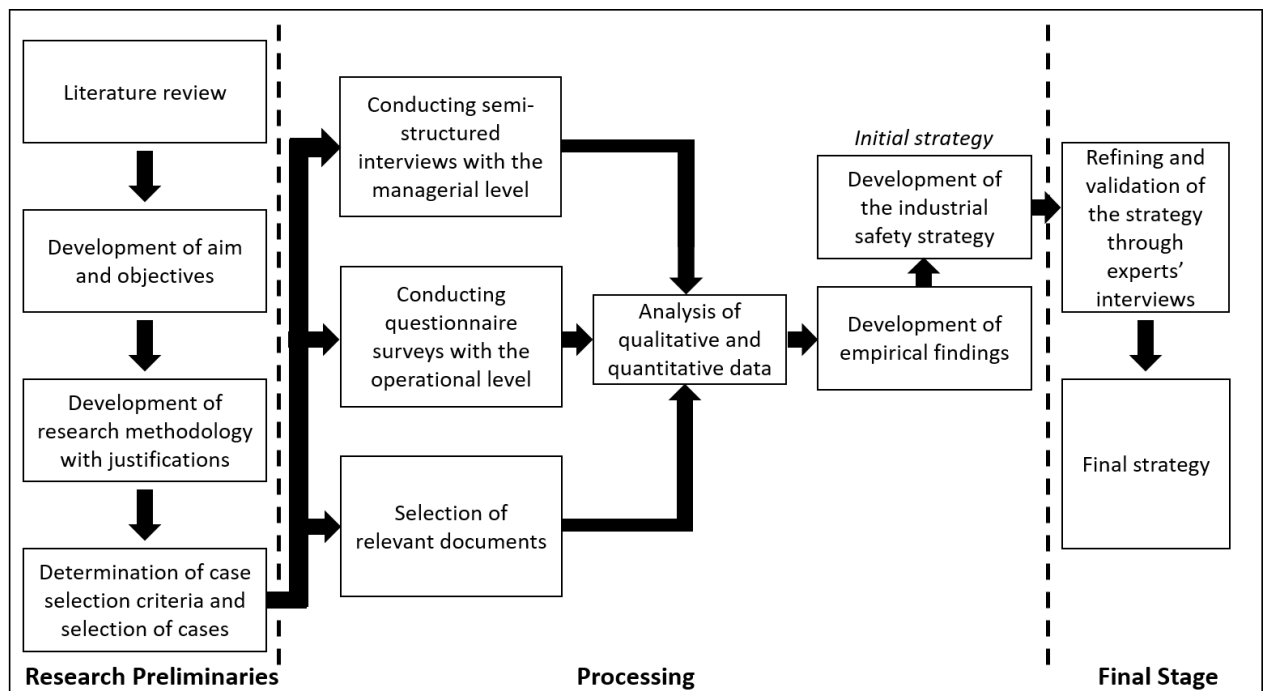 Literature review
Development of aim
and objectives
Development of
research methodology
with justifications
Determination of case
selection criteria and
selection of cases
Research Preliminaries
Conducting semi-
structured
interviews with the
managerial level
Conducting
questionnaire
surveys with the
operational level
Selection of
relevant documents
Analysis of
qualitative and
quantitative data
Initial strategy
Development of
the industrial
safety strategy
Development of
empirical findings
Processing
Refining and
validation of
the strategy
through
experts’
interviews
Final strategy
Final Stage